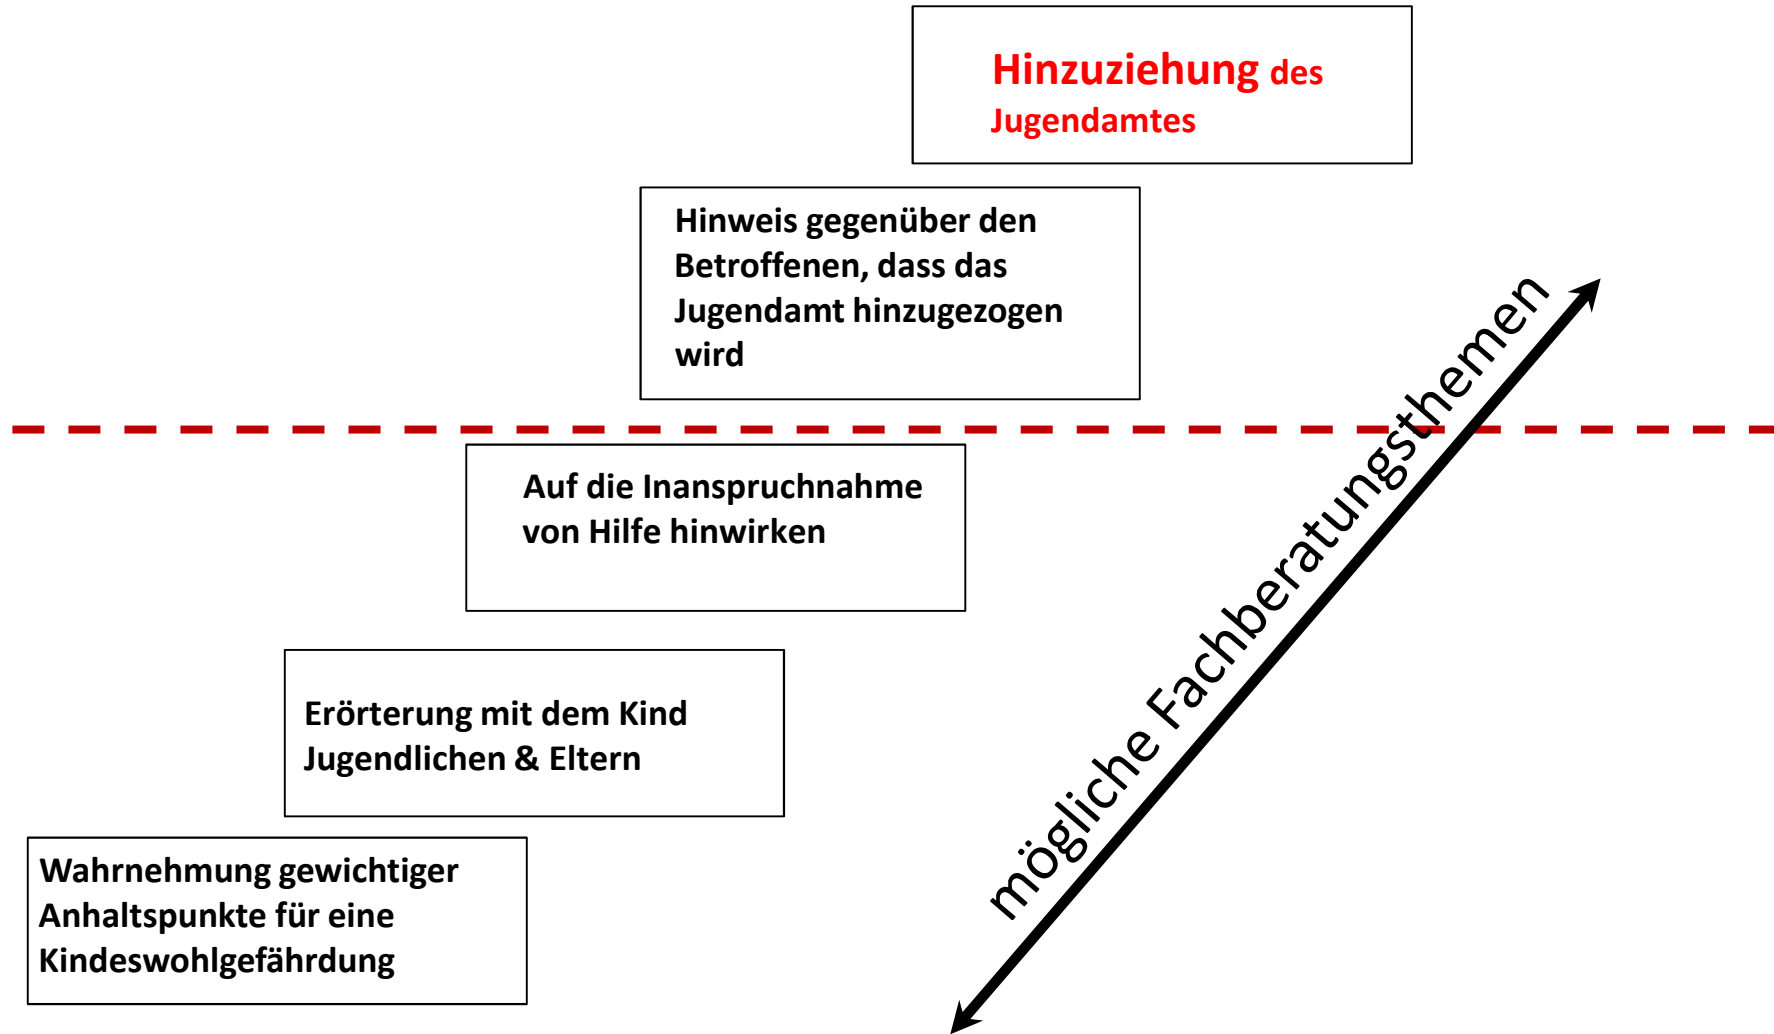 Hinzuziehung des
Jugendamtes
Hinweis gegenüber den
Betroffenen, dass das
Jugendamt hinzugezogen
wird
Auf die Inanspruchnahme
von Hilfe hinwirken
Erörterung mit dem Kind
Jugendlichen & Eltern
Wahrnehmung gewichtiger
Anhaltspunkte für eine
Kindeswohlgefährdung
mögliche Fachberatungsthemen